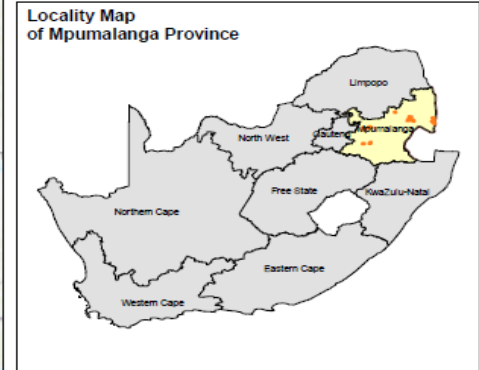 Locality Map
of Mpumalanga Province
Limpopo
Mpumalanga
Gauteng
North West
Free State
KwaZulu-Natal
Northern Cape
Eastern Cape
Western Cape